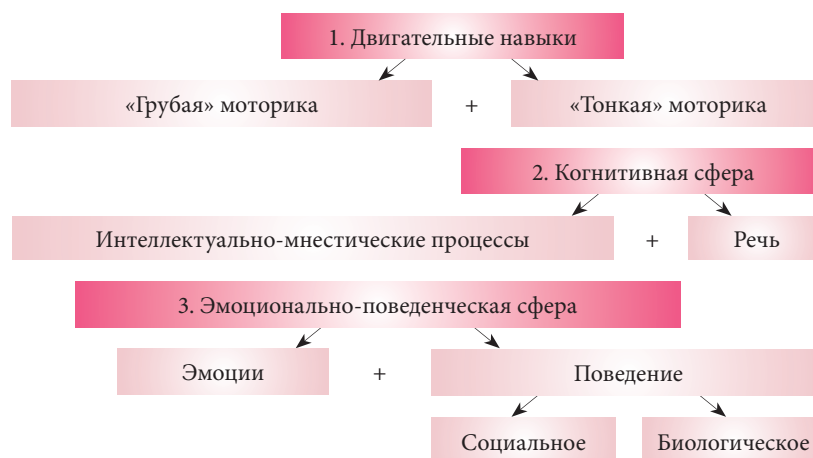 1. Двигательные навыки
«Грубая» моторика + «Тонкая» моторика
2. Когнитивная сфера
Интеллектуально-мнестические процессы + Речь
3. Эмоционально-поведенческая сфера
Эмоции + Поведение
Социальное Биологическое